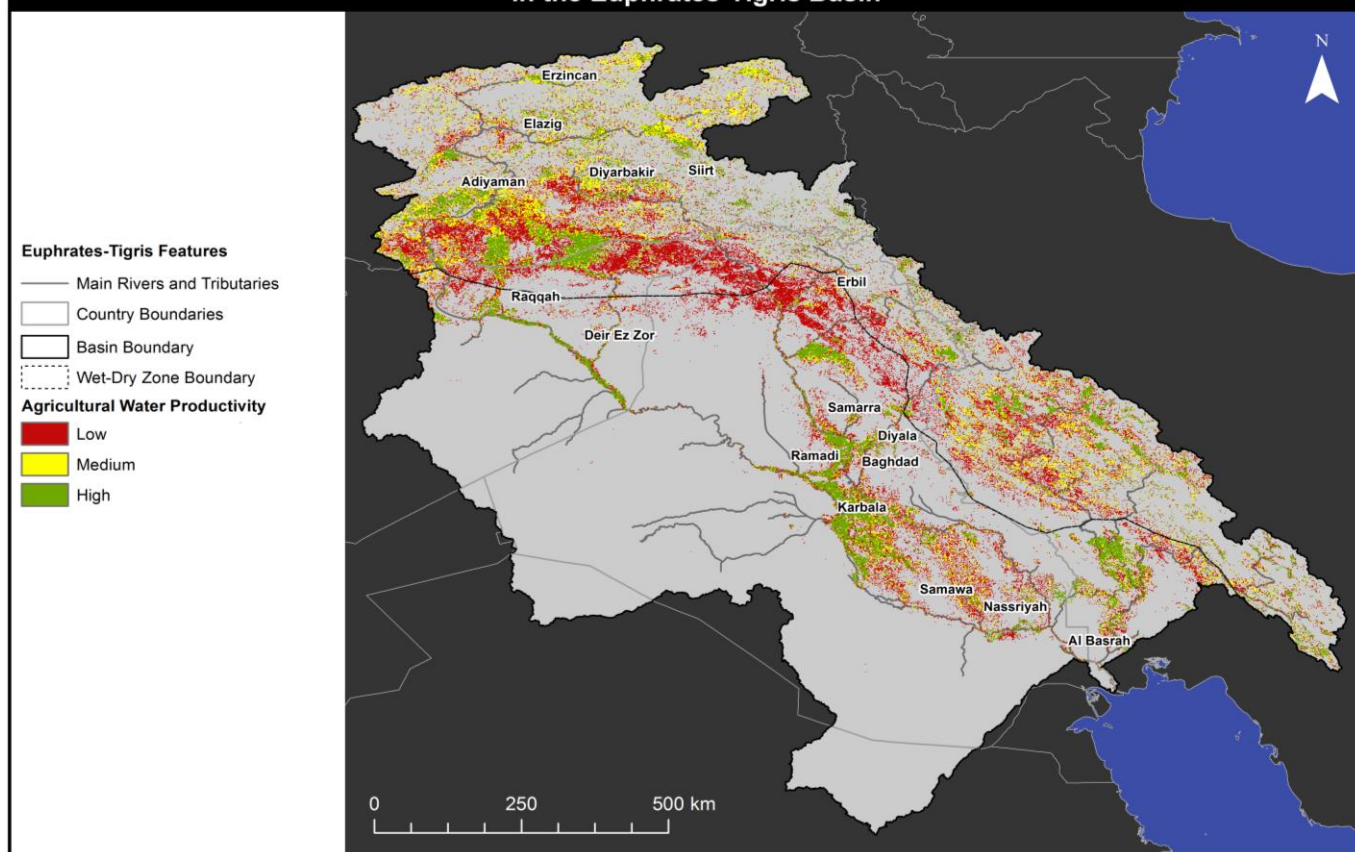 in the Euphrates-Tigris Basin
N
Erzincan
Elazig
Diyarbakir
Siirt
Adiyaman
Euphrates-Tigris Features
Main Rivers and Tributaries
Country Boundaries
Basin Boundary
Wet-Dry Zone Boundary
Agricultural Water Productivity
Low
Medium
High
Erbil
Raqqah
Deir Ez Zor
Samarra
Diyala
Ramadi
Baghdad
Karbala
Samawa
Nassriyah
Al Basrah
0 250 500 km